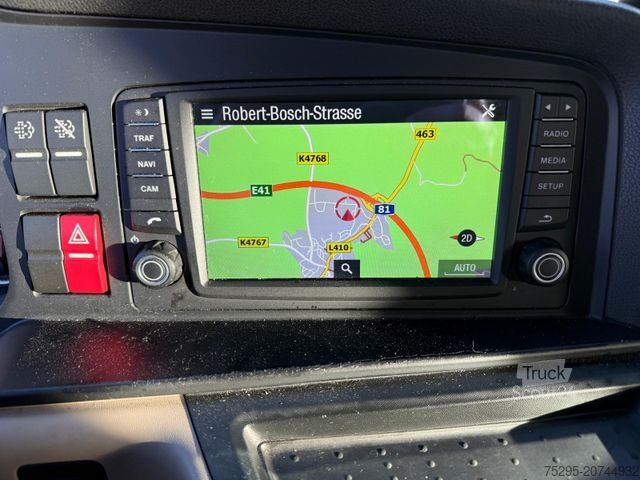 Robert-Bosch-Strasse
463
K4768
E41
81
K4767
L410
2D
AUTO
TRAF
NAVI
CAM
RADIO
MEDIA
SETUP
Truck
Scout24
75295-20744932